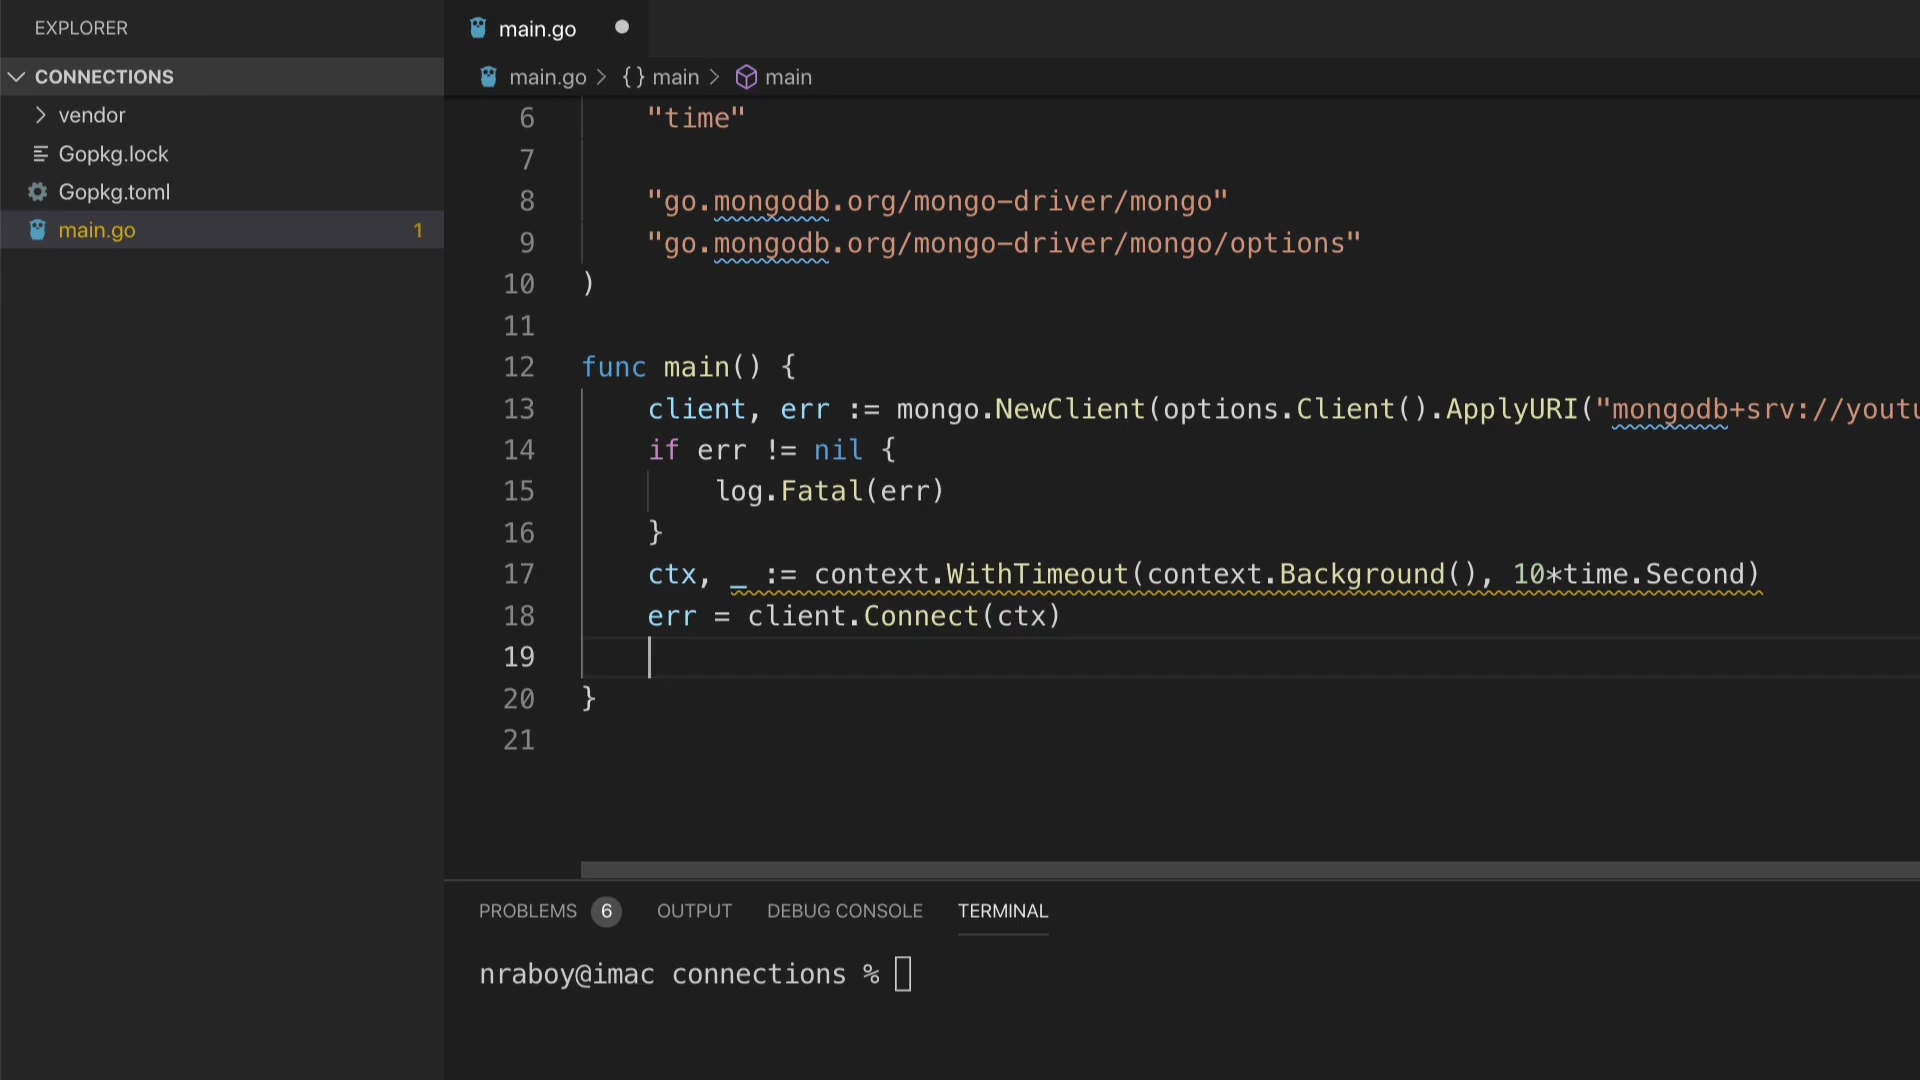 EXPLORER
CONNECTIONS
vendor
Gopkg.lock
Gopkg.toml
main.go 1
main.go
main.go > {} main > main
6 "time"
7
8 "go.mongodb.org/mongo-driver/mongo"
9 "go.mongodb.org/mongo-driver/mongo/options"
10 )
11
12 func main() {
13 client, err := mongo.NewClient(options.Client().ApplyURI("mongodb+srv://youtu
14 if err != nil {
15 log.Fatal(err)
16 }
17 ctx, _ := context.WithTimeout(context.Background(), 10*time.Second)
18 err = client.Connect(ctx)
19
20 }
21
PROBLEMS 6 OUTPUT DEBUG CONSOLE TERMINAL
nraboy@imac connections %